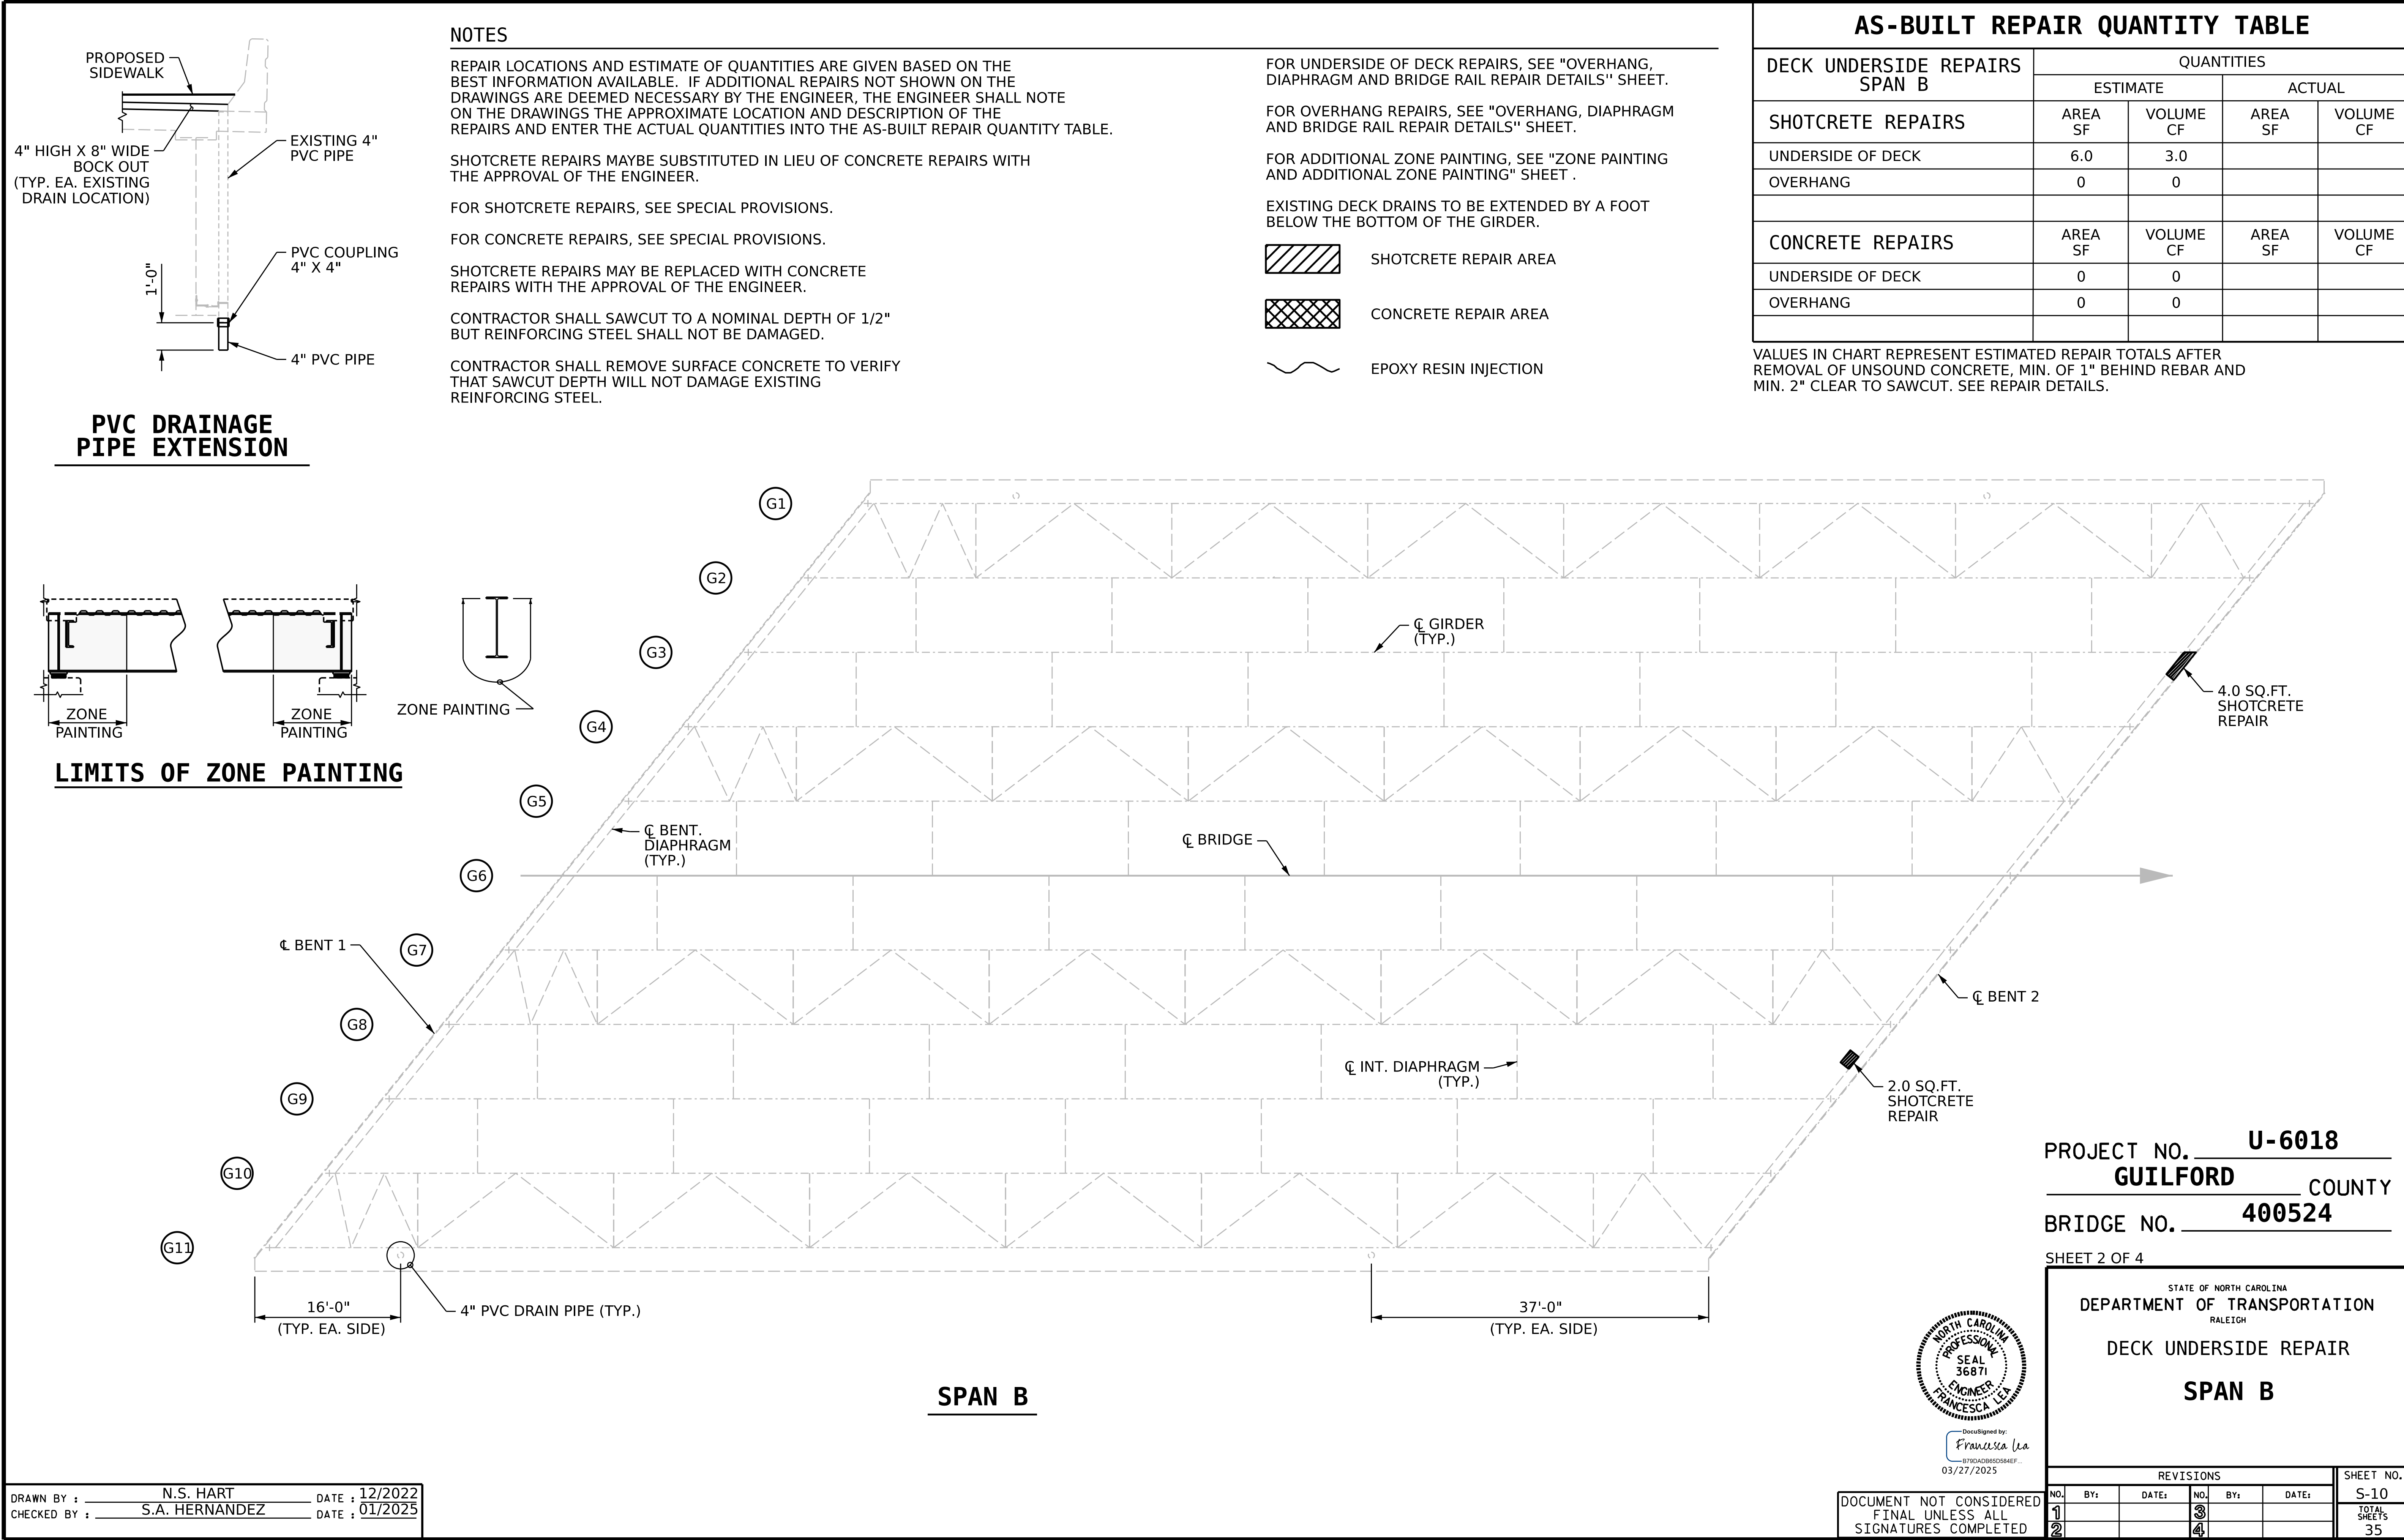 PROPOSED
SIDEWALK
4" HIGH X 8" WIDE
BOCK OUT
(TYP. EA. EXISTING
DRAIN LOCATION)
EXISTING 4"
PVC PIPE
PVC COUPLING
4" X 4"
1'-0"
4" PVC PIPE
PVC DRAINAGE
PIPE EXTENSION
NOTES
REPAIR LOCATIONS AND ESTIMATE OF QUANTITIES ARE GIVEN BASED ON THE
BEST INFORMATION AVAILABLE. IF ADDITIONAL REPAIRS NOT SHOWN ON THE
DRAWINGS ARE DEEMED NECESSARY BY THE ENGINEER, THE ENGINEER SHALL NOTE
ON THE DRAWINGS THE APPROXIMATE LOCATION AND DESCRIPTION OF THE
REPAIRS AND ENTER THE ACTUAL QUANTITIES INTO THE AS-BUILT REPAIR QUANTITY TABLE.
SHOTCRETE REPAIRS MAYBE SUBSTITUTED IN LIEU OF CONCRETE REPAIRS WITH
THE APPROVAL OF THE ENGINEER.
FOR SHOTCRETE REPAIRS, SEE SPECIAL PROVISIONS.
FOR CONCRETE REPAIRS, SEE SPECIAL PROVISIONS.
SHOTCRETE REPAIRS MAY BE REPLACED WITH CONCRETE
REPAIRS WITH THE APPROVAL OF THE ENGINEER.
CONTRACTOR SHALL SAWCUT TO A NOMINAL DEPTH OF 1/2"
BUT REINFORCING STEEL SHALL NOT BE DAMAGED.
CONTRACTOR SHALL REMOVE SURFACE CONCRETE TO VERIFY
THAT SAWCUT DEPTH WILL NOT DAMAGE EXISTING
REINFORCING STEEL.
FOR UNDERSIDE OF DECK REPAIRS, SEE "OVERHANG,
DIAPHRAGM AND BRIDGE RAIL REPAIR DETAILS'' SHEET.
FOR OVERHANG REPAIRS, SEE "OVERHANG, DIAPHRAGM
AND BRIDGE RAIL REPAIR DETAILS'' SHEET.
FOR ADDITIONAL ZONE PAINTING, SEE "ZONE PAINTING
AND ADDITIONAL ZONE PAINTING" SHEET .
EXISTING DECK DRAINS TO BE EXTENDED BY A FOOT
BELOW THE BOTTOM OF THE GIRDER.
SHOTCRETE REPAIR AREA
CONCRETE REPAIR AREA
EPOXY RESIN INJECTION
AS-BUILT REPAIR QUANTITY TABLE
DECK UNDERSIDE REPAIRS
SPAN B
QUANTITIES
ESTIMATE ACTUAL
SHOTCRETE REPAIRS AREA SF VOLUME CF AREA SF VOLUME CF
UNDERSIDE OF DECK 6.0 3.0
OVERHANG 0 0
CONCRETE REPAIRS AREA SF VOLUME CF AREA SF VOLUME CF
UNDERSIDE OF DECK 0 0
OVERHANG 0 0
VALUES IN CHART REPRESENT ESTIMATED REPAIR TOTALS AFTER
REMOVAL OF UNSOUND CONCRETE, MIN. OF 1" BEHIND REBAR AND
MIN. 2" CLEAR TO SAWCUT. SEE REPAIR DETAILS.
ZONE
PAINTING
ZONE
PAINTING
ZONE PAINTING
LIMITS OF ZONE PAINTING
G1
G2
G3
G4
G5
G6
G7
G8
G9
G10
G11
℄ GIRDER
(TYP.)
4.0 SQ.FT.
SHOTCRETE
REPAIR
℄ BENT.
DIAPHRAGM
(TYP.)
℄ BRIDGE
℄ BENT 1
℄ BENT 2
℄ INT. DIAPHRAGM
(TYP.)
2.0 SQ.FT.
SHOTCRETE
REPAIR
16'-0"
(TYP. EA. SIDE)
4" PVC DRAIN PIPE (TYP.)
37'-0"
(TYP. EA. SIDE)
SPAN B
PROJECT NO. U-6018
GUILFORD COUNTY
BRIDGE NO. 400524
SHEET 2 OF 4
STATE OF NORTH CAROLINA
DEPARTMENT OF TRANSPORTATION
RALEIGH
DECK UNDERSIDE REPAIR
SPAN B
NORTH CAROLINA
PROFESSIONAL
SEAL
36871
ENGINEER
FRANCESCA LEA
DocuSigned by:
Francesca Lea
B79DADB65D584EF...
03/27/2025
DOCUMENT NOT CONSIDERED
FINAL UNLESS ALL
SIGNATURES COMPLETED
REVISIONS
NO. BY: DATE: NO. BY: DATE:
1 3
2 4
SHEET NO.
S-10
TOTAL
SHEETS
35
DRAWN BY : N.S. HART DATE : 12/2022
CHECKED BY : S.A. HERNANDEZ DATE : 01/2025